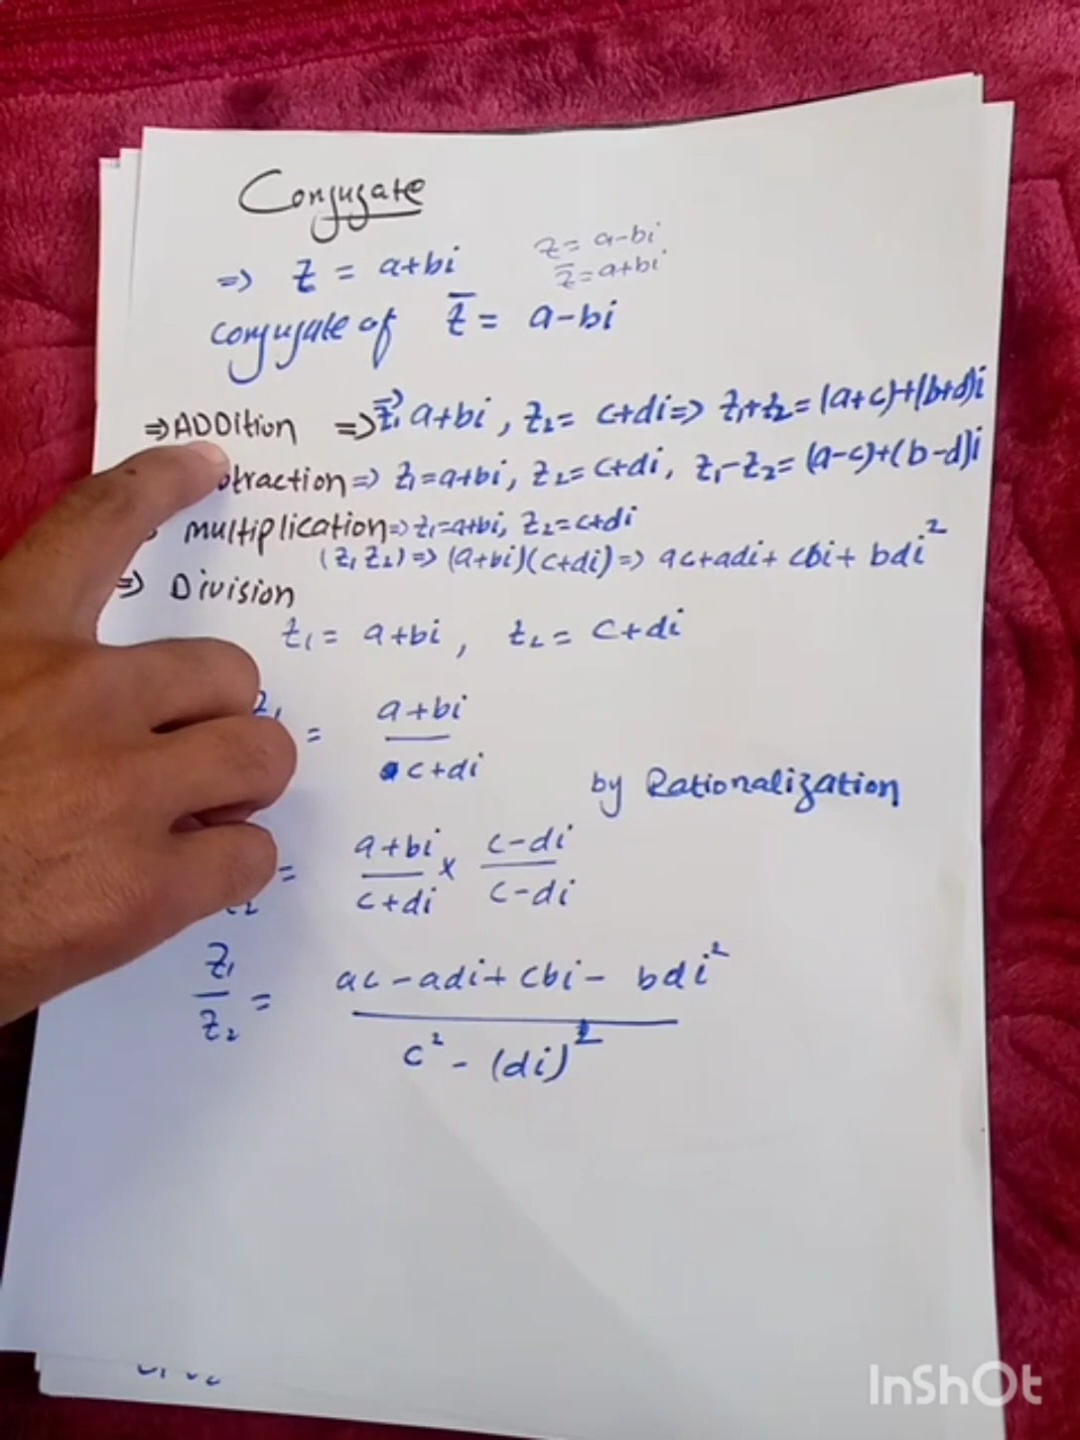 Conjugate
⇒ z = a+bi
z = a-bi
z̄ = a+bi
conjugate of z̄ = a-bi
⇒ ADDition ⇒ z₁ a+bi, z₂ = c+di ⇒ z₁+z₂ = (a+c)+(b+d)i
traction ⇒ z₁ = a+bi, z₂ = c+di, z₁-z₂ = (a-c)+(b-d)i
multiplication ⇒ z₁ = a+bi, z₂ = c+di
(z₁ z₂) ⇒ (a+bi)(c+di) ⇒ ac+adi+cbi+bdi²
⇒ Division
z₁ = a+bi, z₂ = c+di
= a+bi / c+di
by Rationalization
= a+bi / c+di × c-di / c-di
z₁ / z₂ = ac-adi+cbi-bdi² / c²-(di)²
InShOt